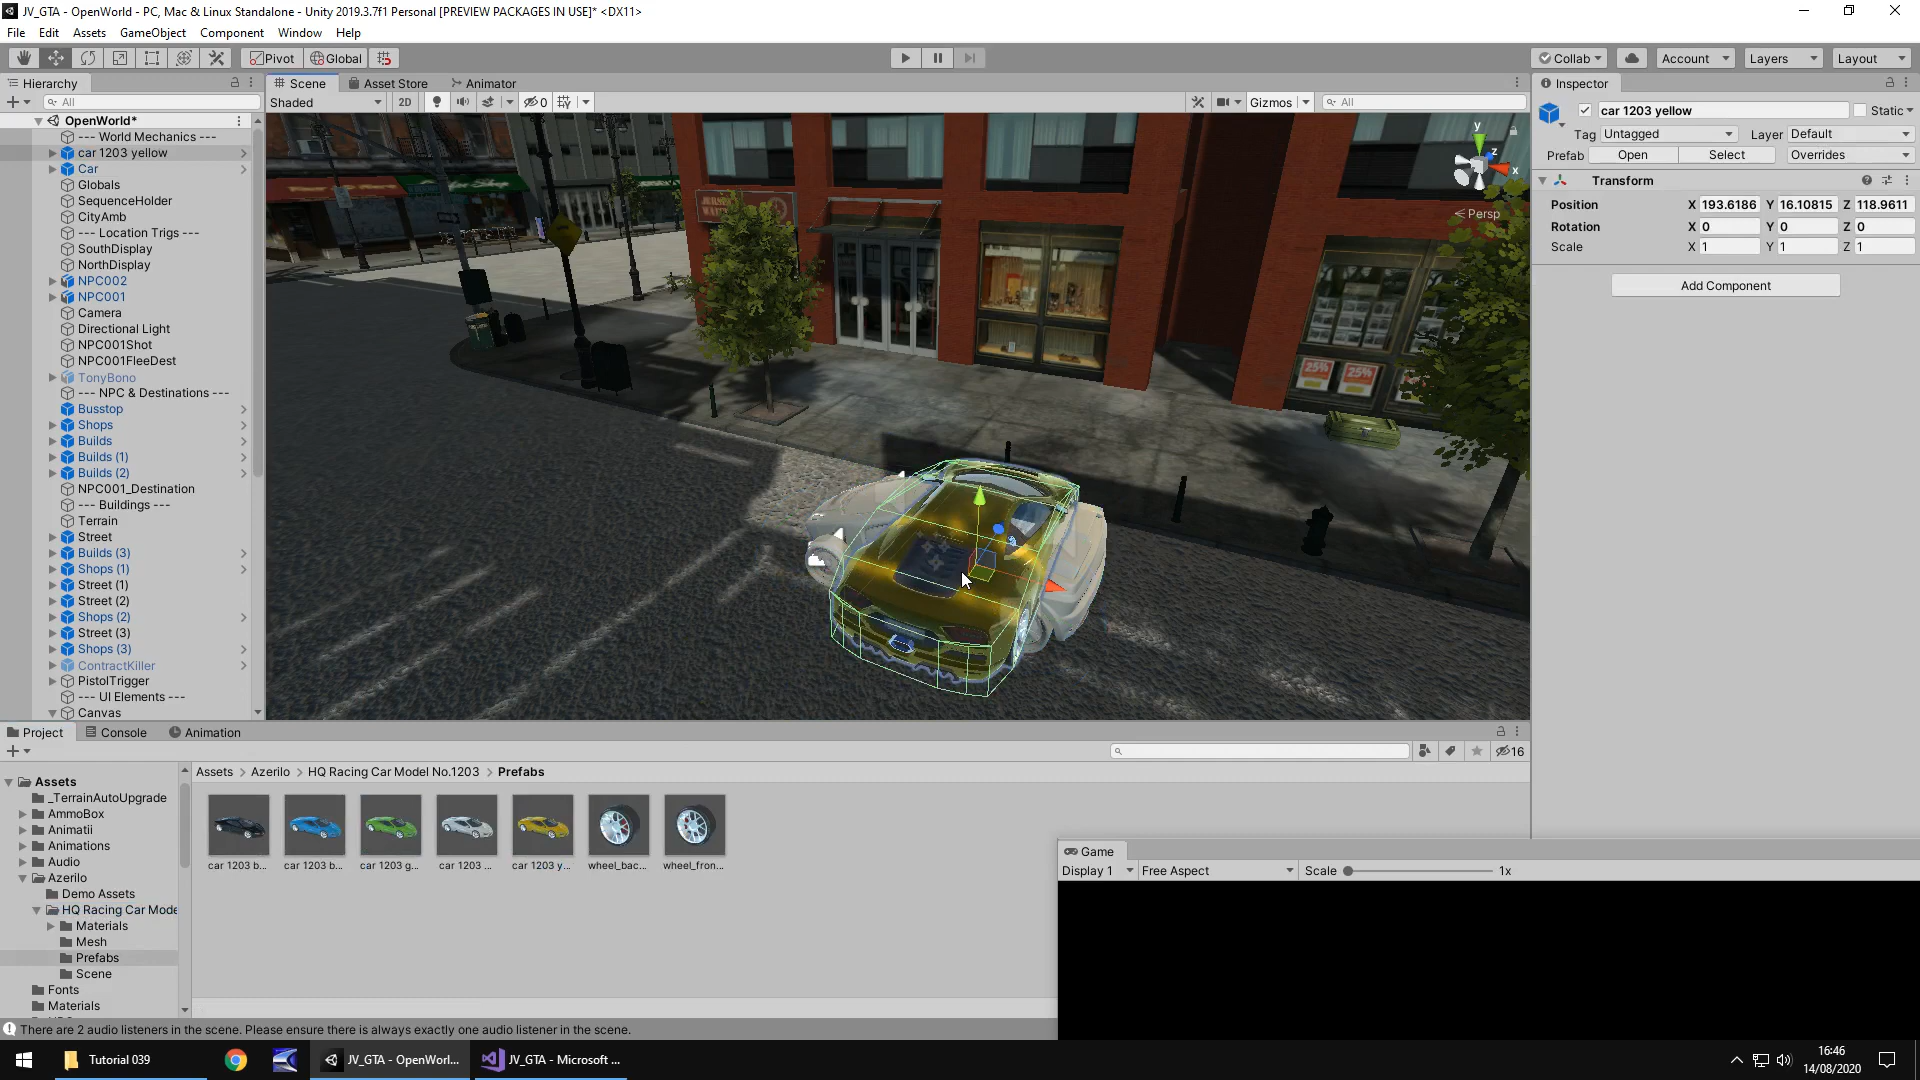 JV_GTA - OpenWorld - PC, Mac & Linux Standalone - Unity 2019.3.7f1 Personal [PREVIEW PACKAGES IN USE]* <DX11>
File Edit Assets GameObject Component Window Help
Pivot Global Collab Account Layers Layout
Hierarchy
All
OpenWorld*
--- World Mechanics ---
car 1203 yellow
Car
Globals
SequenceHolder
CityAmb
--- Location Trigs ---
SouthDisplay
NorthDisplay
NPC002
NPC001
Camera
Directional Light
NPC001Shot
NPC001FleeDest
TonyBono
--- NPC & Destinations ---
Busstop
Shops
Builds
Builds (1)
Builds (2)
NPC001_Destination
--- Buildings ---
Terrain
Street
Builds (3)
Shops (1)
Street (1)
Street (2)
Shops (2)
Street (3)
Shops (3)
ContractKiller
PistolTrigger
--- UI Elements ---
Canvas
Scene Asset Store Animator
Shaded 2D 0 Gizmos All
y
z
x
Persp
25% 25%
Inspector
car 1203 yellow Static
Tag Untagged Layer Default
Prefab Open Select Overrides
Transform
Position X 193.6186 Y 16.10815 Z 118.9611
Rotation X 0 Y 0 Z 0
Scale X 1 Y 1 Z 1
Add Component
Project Console Animation
16
Assets
_TerrainAutoUpgrade
AmmoBox
Animatii
Animations
Audio
Azerilo
Demo Assets
HQ Racing Car Mode
Materials
Mesh
Prefabs
Scene
Fonts
Materials
Assets > Azerilo > HQ Racing Car Model No.1203 > Prefabs
car 1203 b... car 1203 b... car 1203 g... car 1203 ... car 1203 y... wheel_bac... wheel_fron...
Game
Display 1 Free Aspect Scale 1x
There are 2 audio listeners in the scene. Please ensure there is always exactly one audio listener in the scene.
Tutorial 039
JV_GTA - OpenWorl...
JV_GTA - Microsoft ...
16:46
14/08/2020